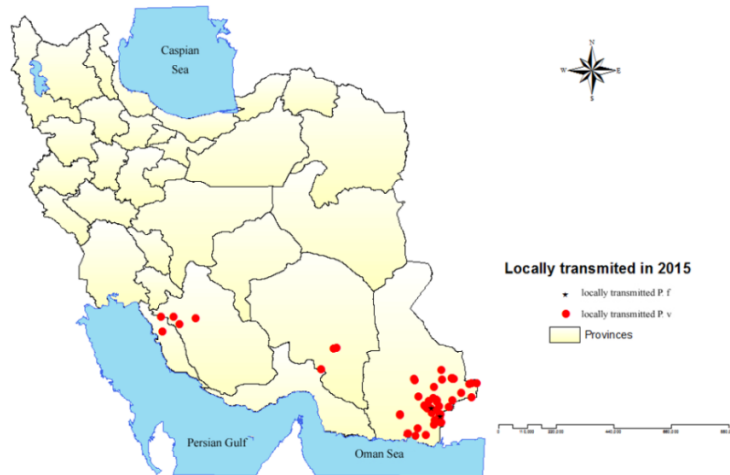 Caspian
Sea
N
W E
S
Locally transmited in 2015
locally transmitted P. f
locally transmitted P. v
Provinces
Persian Gulf
Oman Sea